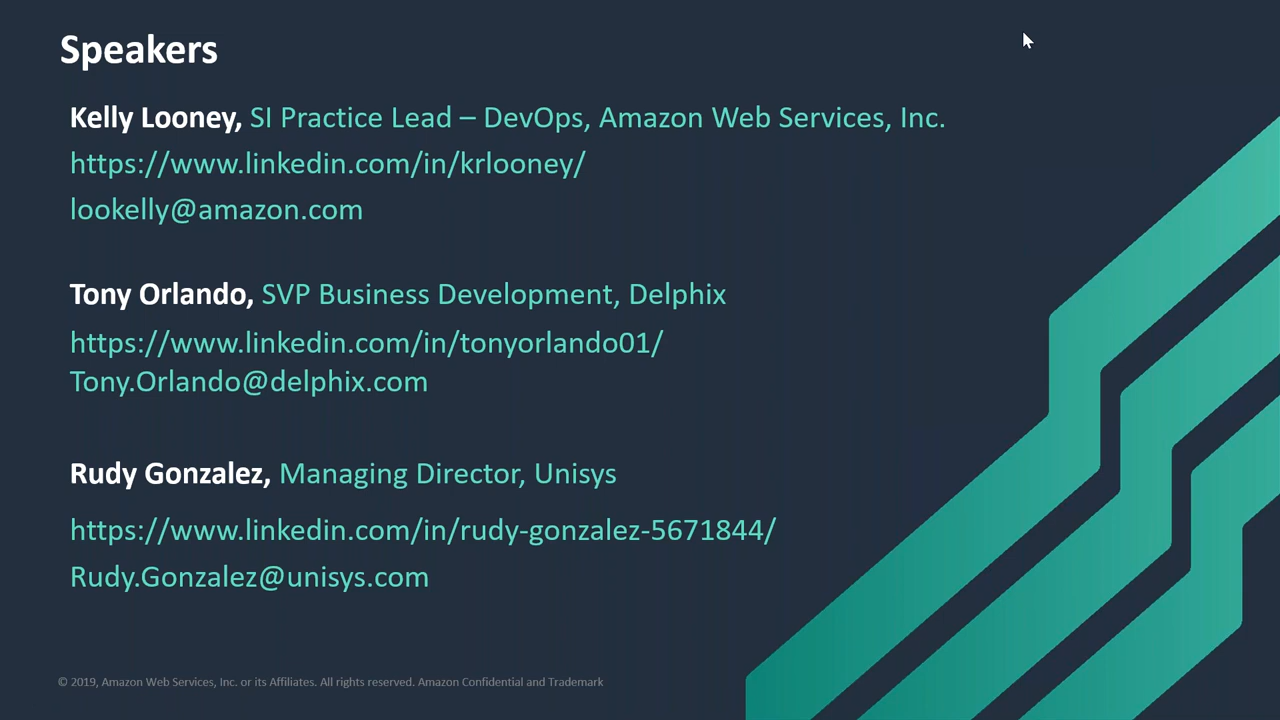 Speakers
Kelly Looney, SI Practice Lead – DevOps, Amazon Web Services, Inc.
https://www.linkedin.com/in/krlooney/
lookelly@amazon.com
Tony Orlando, SVP Business Development, Delphix
https://www.linkedin.com/in/tonyorlando01/
Tony.Orlando@delphix.com
Rudy Gonzalez, Managing Director, Unisys
https://www.linkedin.com/in/rudy-gonzalez-5671844/
Rudy.Gonzalez@unisys.com
© 2019, Amazon Web Services, Inc. or its Affiliates. All rights reserved. Amazon Confidential and Trademark